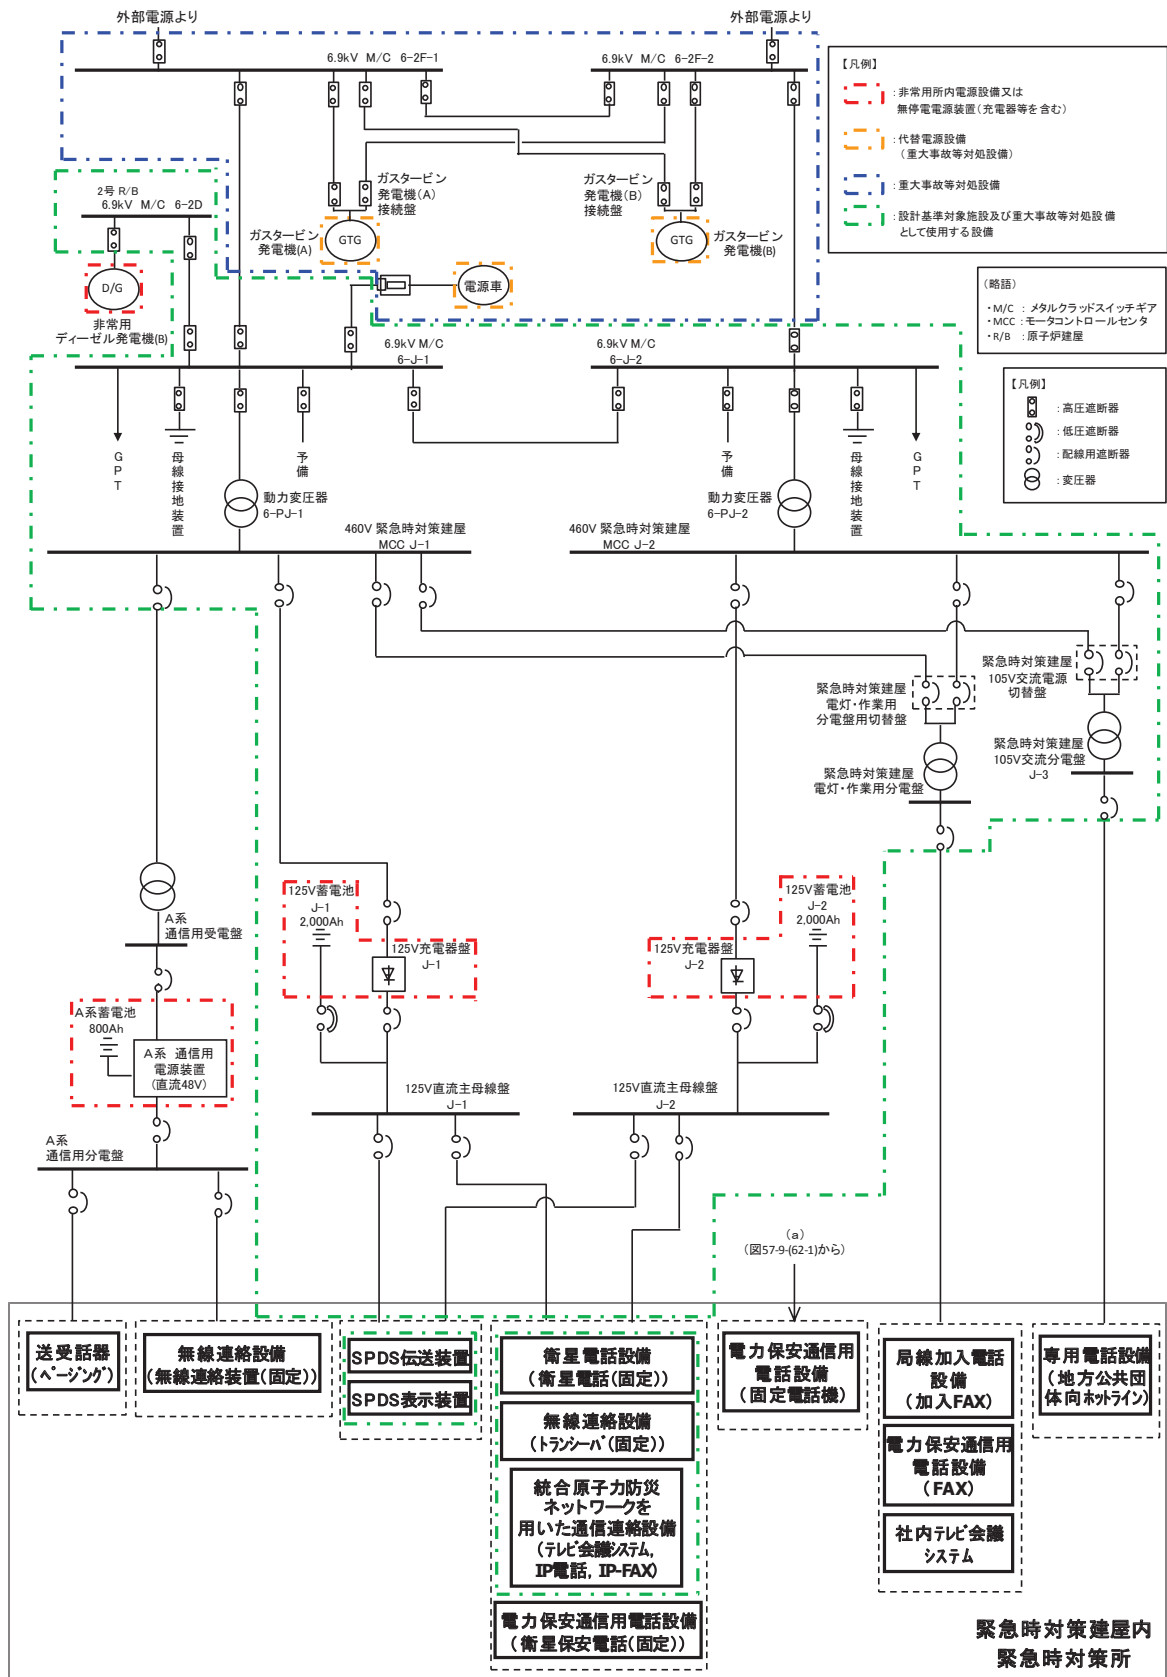 外部電源より
外部電源より
6.9kV M/C 6-2F-1
6.9kV M/C 6-2F-2
【凡例】
：非常用所内電源設備又は
無停電電源装置（充電器等を含む）
：代替電源設備
（重大事故等対処設備）
：重大事故等対処設備
：設計基準対象施設及び重大事故等対処設備
として使用する設備
2号 R/B
6.9kV M/C 6-2D
ガスタービン
発電機(A)
接続盤
ガスタービン
発電機(B)
接続盤
ガスタービン
発電機(A)
GTG
GTG
ガスタービン
発電機(B)
D/G
非常用
ディーゼル発電機(B)
電源車
（略語）
・M/C ：メタルクラッドスイッチギア
・MCC：モータコントロールセンタ
・R/B ：原子炉建屋
6.9kV M/C
6-J-1
6.9kV M/C
6-J-2
【凡例】
：高圧遮断器
：低圧遮断器
：配線用遮断器
：変圧器
GPT
母線接地装置
予備
予備
母線接地装置
GPT
動力変圧器
6-PJ-1
動力変圧器
6-PJ-2
460V 緊急時対策建屋
MCC J-1
460V 緊急時対策建屋
MCC J-2
緊急時対策建屋
電灯・作業用
分電盤用切替盤
緊急時対策建屋
105V交流電源
切替盤
緊急時対策建屋
電灯・作業用分電盤
緊急時対策建屋
105V交流分電盤
J-3
A系
通信用受電盤
125V蓄電池
J-1
2,000Ah
125V充電器盤
J-1
125V蓄電池
J-2
2,000Ah
125V充電器盤
J-2
A系蓄電池
800Ah
A系 通信用
電源装置
(直流48V)
125V直流主母線盤
J-1
125V直流主母線盤
J-2
A系
通信用分電盤
(a)
(図57-9-(62-1)から)
送受話器
(ページング)
無線連絡設備
(無線連絡装置(固定))
SPDS伝送装置
SPDS表示装置
衛星電話設備
(衛星電話(固定))
無線連絡設備
(トランシーバ(固定))
統合原子力防災
ネットワークを
用いた通信連絡設備
(テレビ会議システム,
IP電話, IP-FAX)
電力保安通信用電話設備
(衛星保安電話(固定))
電力保安通信用
電話設備
(固定電話機)
局線加入電話
設備
(加入FAX)
電力保安通信用
電話設備
(FAX)
社内テレビ会議
システム
専用電話設備
(地方公共団
体向ホットライン)
緊急時対策建屋内
緊急時対策所